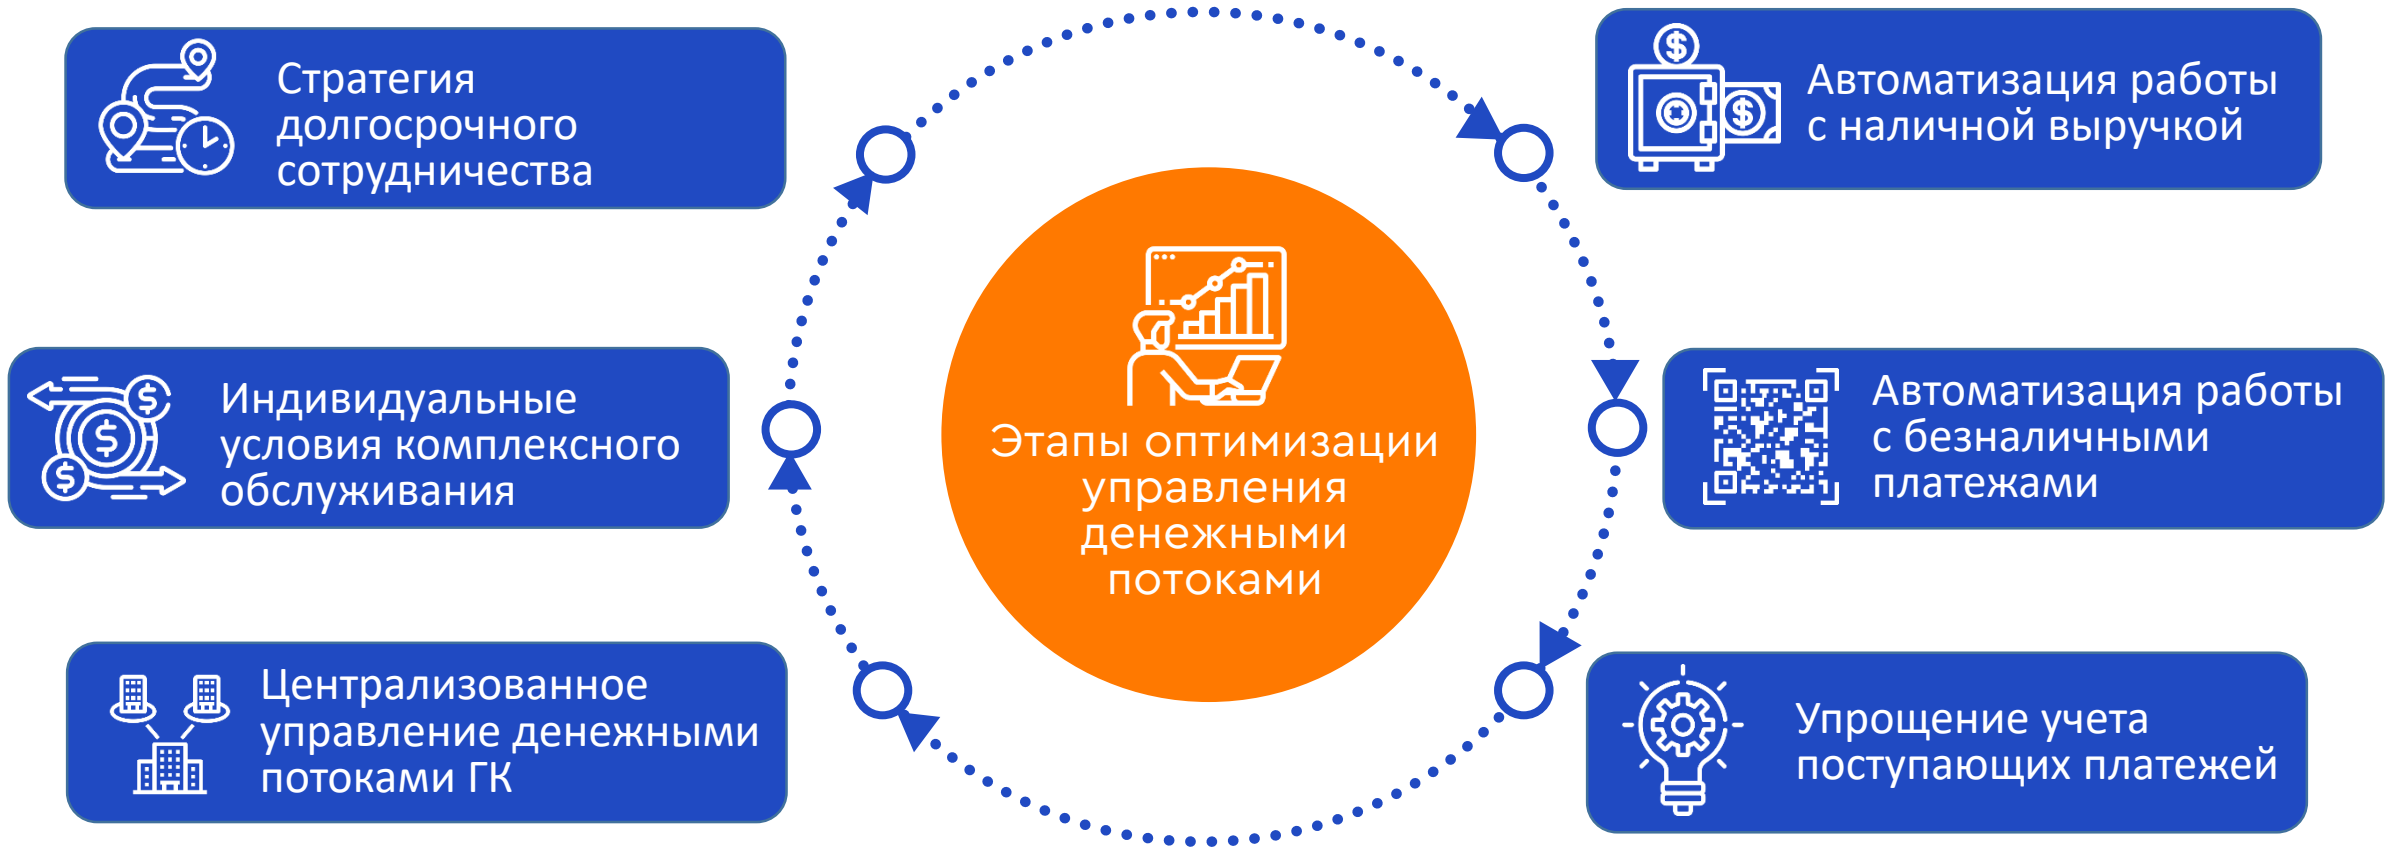 Стратегия
долгосрочного
сотрудничества
Индивидуальные
условия комплексного
обслуживания
Централизованное
управление денежными
потоками ГК
Этапы оптимизации
управления
денежными
потоками
Автоматизация работы
с наличной выручкой
Автоматизация работы
с безналичными
платежами
Упрощение учета
поступающих платежей